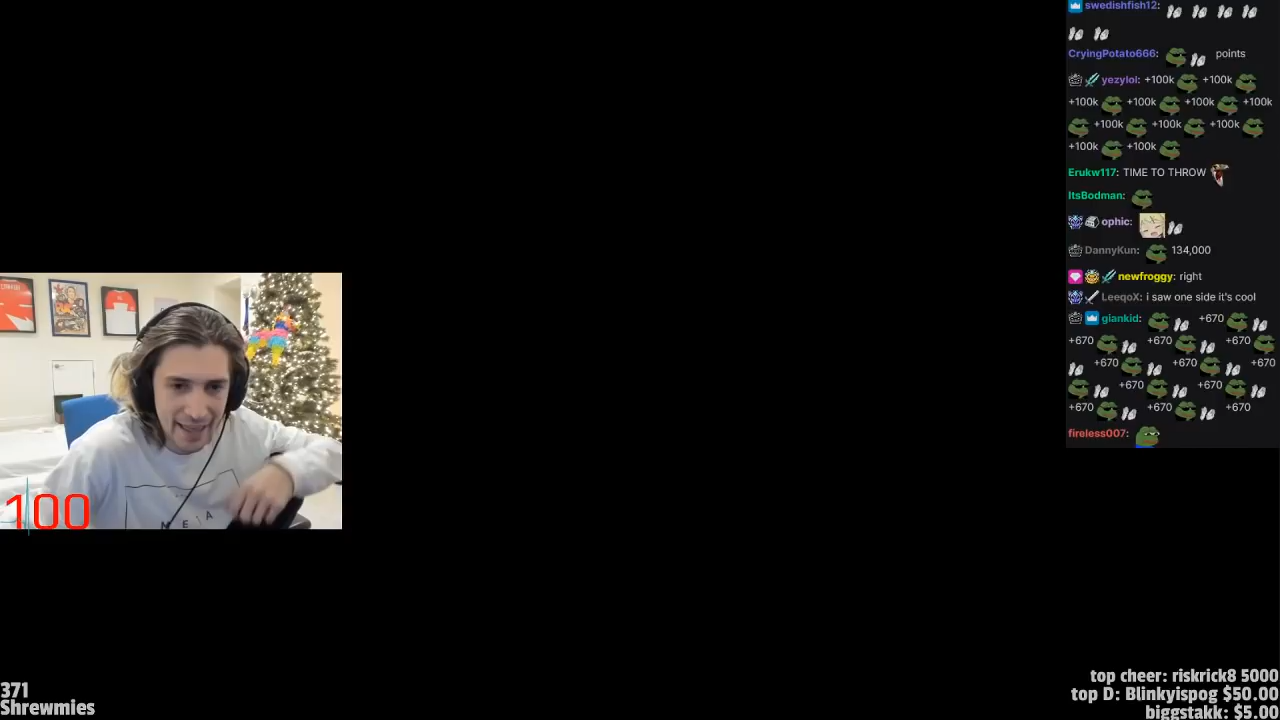 swedishfish12:
CryingPotato666: points
yezylol: +100k +100k
+100k +100k +100k +100k
+100k +100k +100k
+100k +100k
Erukw117: TIME TO THROW
ItsBodman:
ophic:
DannyKun: 134,000
newfroggy: right
LeeqoX: i saw one side it's cool
giankid: +670
+670 +670 +670
+670 +670 +670
+670 +670
+670 +670 +670
fireless007:
100
N E A
371
Shrewmies
top cheer: riskrick8 5000
top D: Blinkyispog $50.00
biggstakk: $5.00